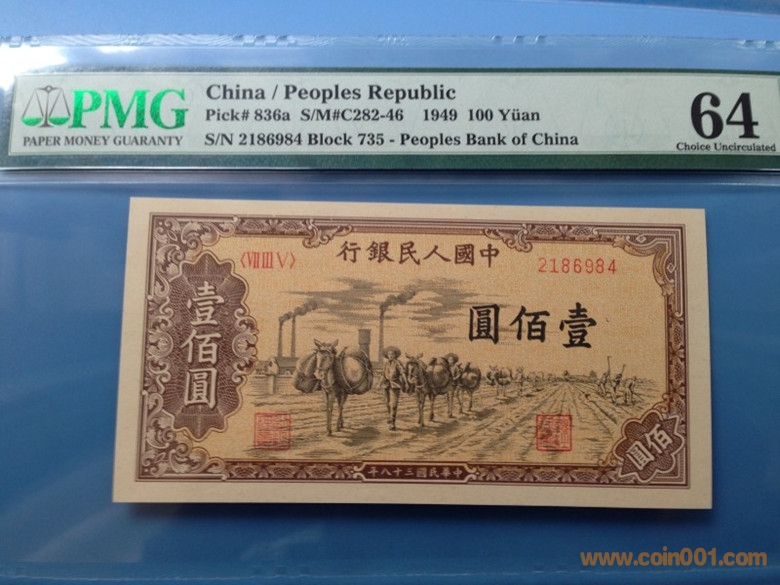 PMG
PAPER MONEY GUARANTY
China / Peoples Republic
Pick# 836a S/M#C282-46 1949 100 Yüan
S/N 2186984 Block 735 - Peoples Bank of China
64
Choice Uncirculated
行銀民人國中
〈VII III V〉
2186984
圓佰壹
壹佰圓
佰圓
年八十三國民華中
www.coin001.com